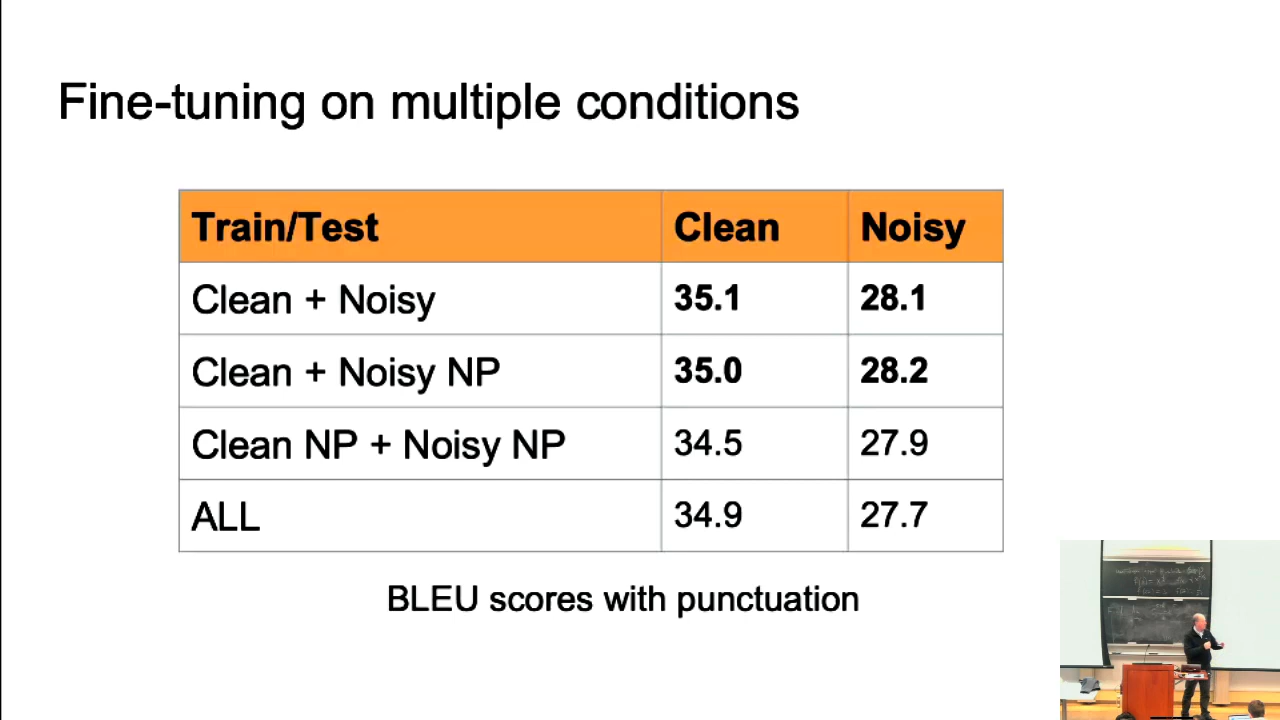 Fine-tuning on multiple conditions
Train/Test Clean Noisy
Clean + Noisy 35.1 28.1
Clean + Noisy NP 35.0 28.2
Clean NP + Noisy NP 34.5 27.9
ALL 34.9 27.7
BLEU scores with punctuation